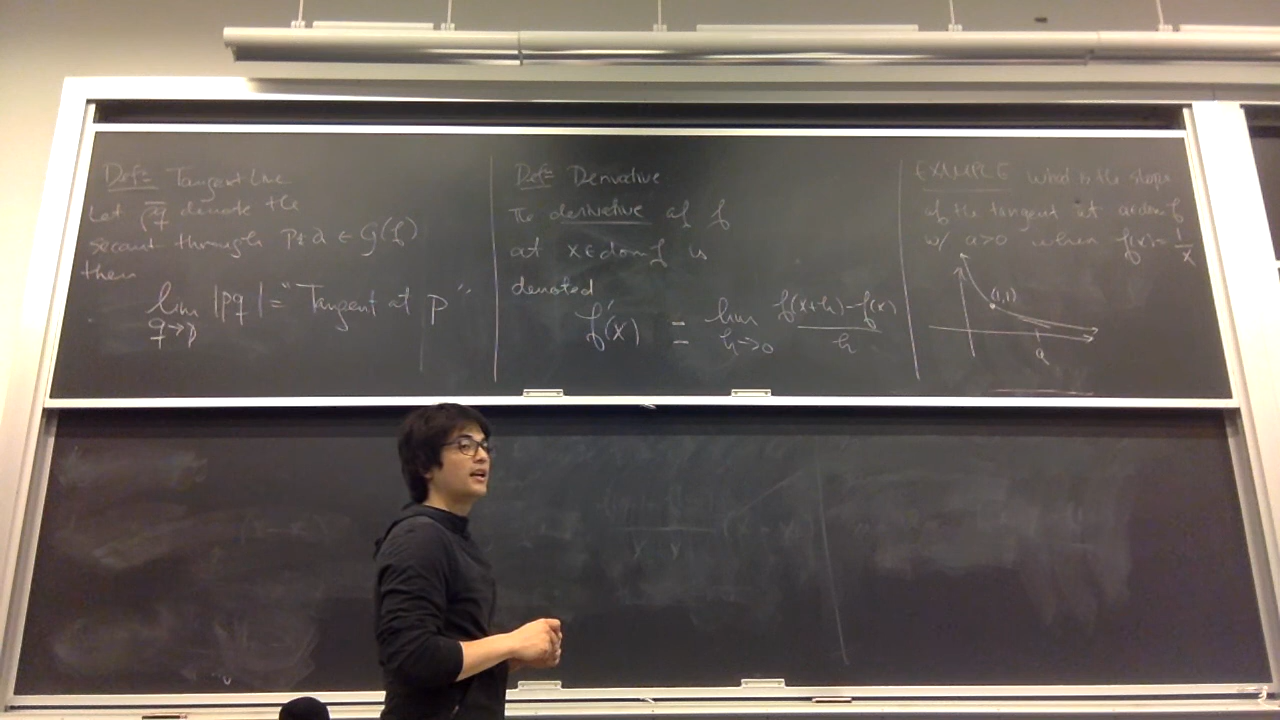 Def= Tangent Line
Let pq denote the
secant through p & q ∈ G(f)
then
lim |pq| = "Tangent at p"
q→p
Def= Derivative
The derivative of f
at x∈dom f is
denoted
f'(x) = lim f(x+h)-f(x)
h→0 h
EXAMPLE What is the slope
of the tangent at a∈dom f
w/ a>0 when f(x)=1/x
(1,1)
a